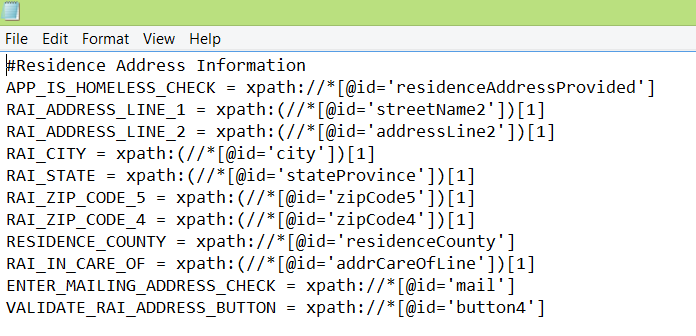 File Edit Format View Help
#Residence Address Information
APP_IS_HOMELESS_CHECK = xpath://*[@id='residenceAddressProvided']
RAI_ADDRESS_LINE_1 = xpath:(//*[@id='streetName2'])[1]
RAI_ADDRESS_LINE_2 = xpath:(//*[@id='addressLine2'])[1]
RAI_CITY = xpath:(//*[@id='city'])[1]
RAI_STATE = xpath:(//*[@id='stateProvince'])[1]
RAI_ZIP_CODE_5 = xpath:(//*[@id='zipCode5'])[1]
RAI_ZIP_CODE_4 = xpath:(//*[@id='zipCode4'])[1]
RESIDENCE_COUNTY = xpath://*[@id='residenceCounty']
RAI_IN_CARE_OF = xpath:(//*[@id='addrCareOfLine'])[1]
ENTER_MAILING_ADDRESS_CHECK = xpath://*[@id='mail']
VALIDATE_RAI_ADDRESS_BUTTON = xpath://*[@id='button4']